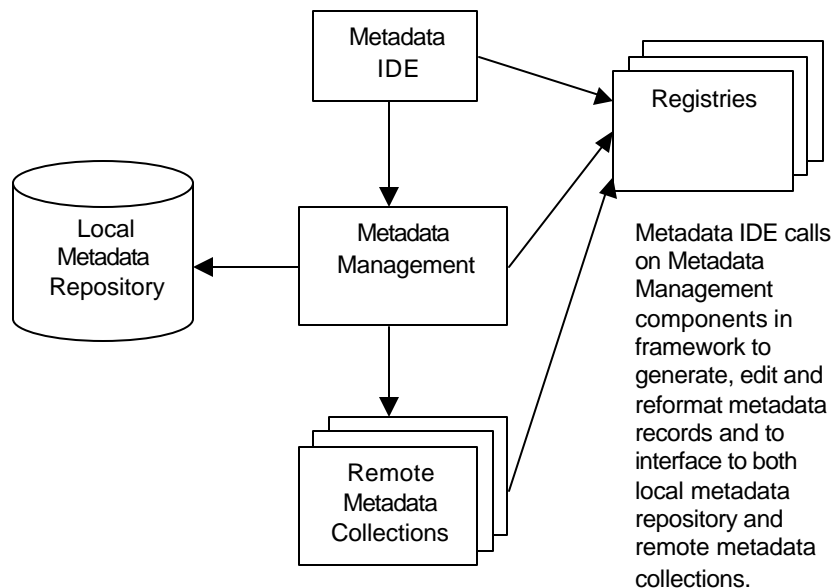 Metadata
IDE
Registries
Local
Metadata
Repository
Metadata
Management
Remote
Metadata
Collections
Metadata IDE calls
on Metadata
Management
components in
framework to
generate, edit and
reformat metadata
records and to
interface to both
local metadata
repository and
remote metadata
collections.